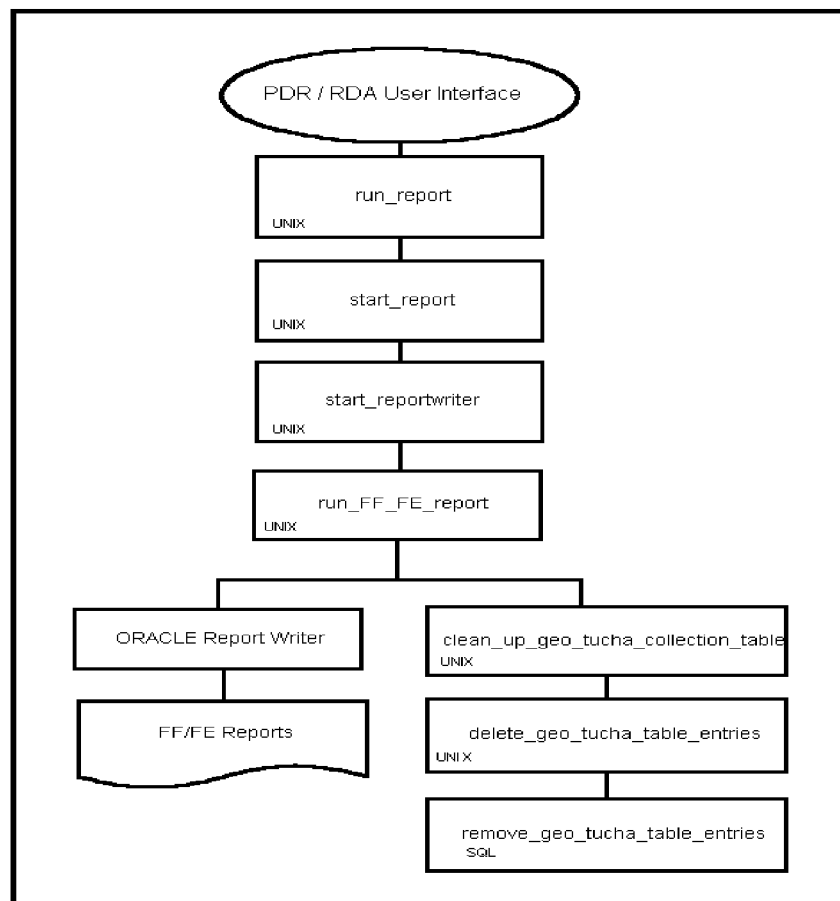 PDR / RDA User Interface
run_report
UNIX
start_report
UNIX
start_reportwriter
UNIX
run_FF_FE_report
UNIX
ORACLE Report Writer
FF/FE Reports
clean_up_geo_tucha_collection_table
UNIX
delete_geo_tucha_table_entries
UNIX
remove_geo_tucha_table_entries
SQL